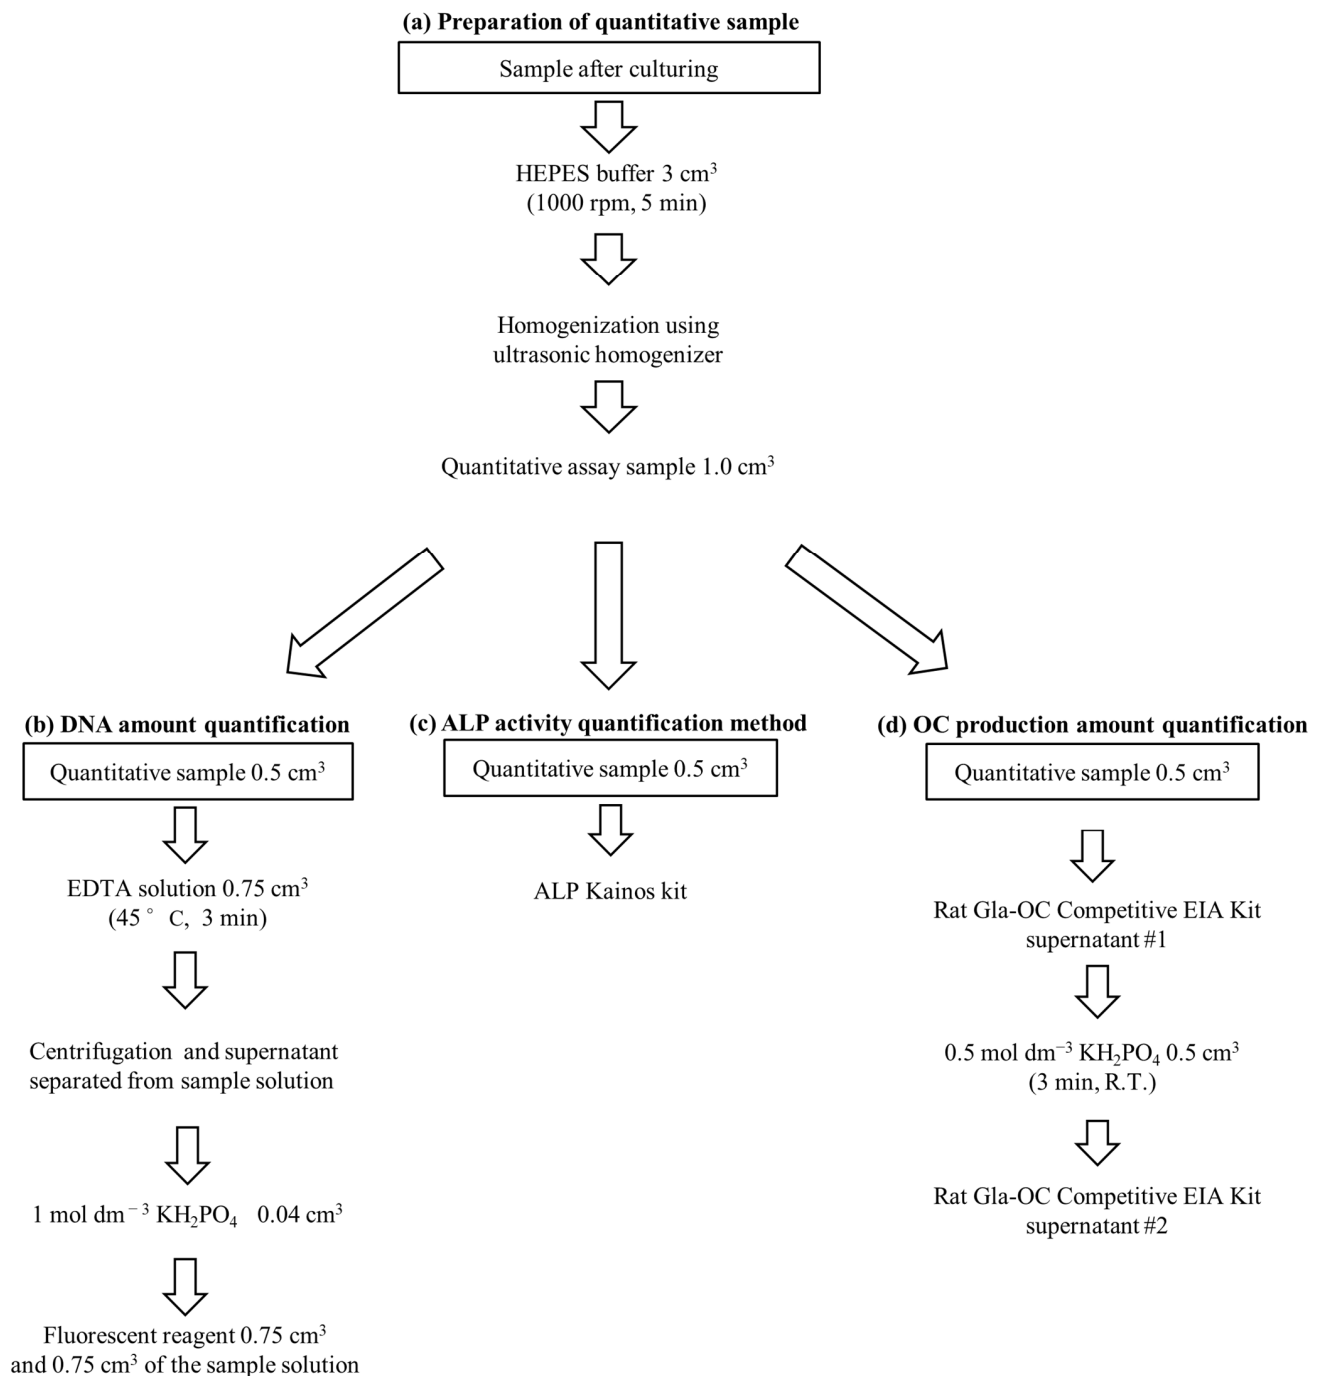 (a) Preparation of quantitative sample
Sample after culturing
HEPES buffer 3 cm³
(1000 rpm, 5 min)
Homogenization using
ultrasonic homogenizer
Quantitative assay sample 1.0 cm³
(b) DNA amount quantification
Quantitative sample 0.5 cm³
EDTA solution 0.75 cm³
(45° C, 3 min)
Centrifugation and supernatant
separated from sample solution
1 mol dm⁻³ KH₂PO₄ 0.04 cm³
Fluorescent reagent 0.75 cm³
and 0.75 cm³ of the sample solution
(c) ALP activity quantification method
Quantitative sample 0.5 cm³
ALP Kainos kit
(d) OC production amount quantification
Quantitative sample 0.5 cm³
Rat Gla-OC Competitive EIA Kit
supernatant #1
0.5 mol dm⁻³ KH₂PO₄ 0.5 cm³
(3 min, R.T.)
Rat Gla-OC Competitive EIA Kit
supernatant #2